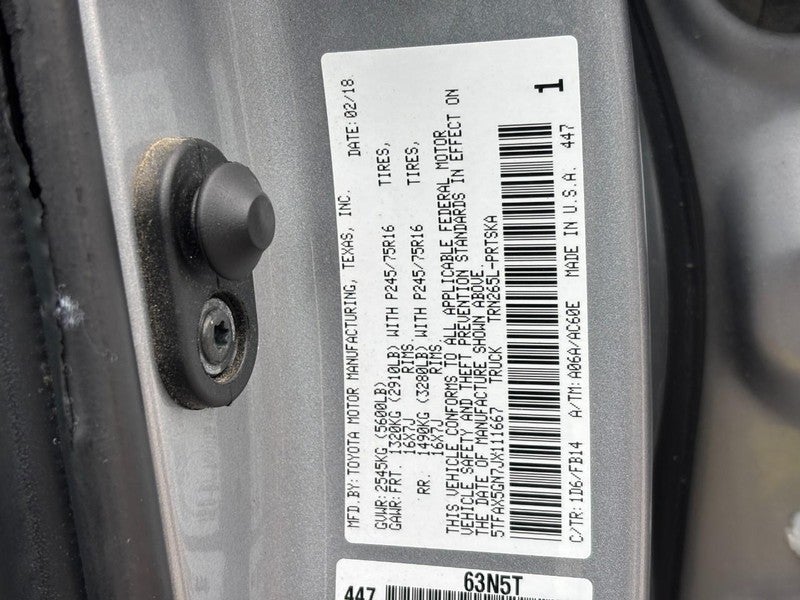 MFD.BY:TOYOTA MOTOR MANUFACTURING, TEXAS, INC. DATE:02/18
GVWR:2545KG (5600LB)
GAWR:FRT. 1320KG (2910LB) WITH P245/75R16 TIRES,
16X7J RIMS.
RR. 1490KG (3280LB) WITH P245/75R16 TIRES,
16X7J RIMS.
THIS VEHICLE CONFORMS TO ALL APPLICABLE FEDERAL MOTOR
VEHICLE SAFETY AND THEFT PREVENTION STANDARDS IN EFFECT ON
THE DATE OF MANUFACTURE SHOWN ABOVE.
5TFAX5GN7JX111667 TRUCK TRN265L-PRTSKA
C/TR:1D6/FB14 A/TM:A06A/AC60E MADE IN U.S.A. 447
1
447
63N5T